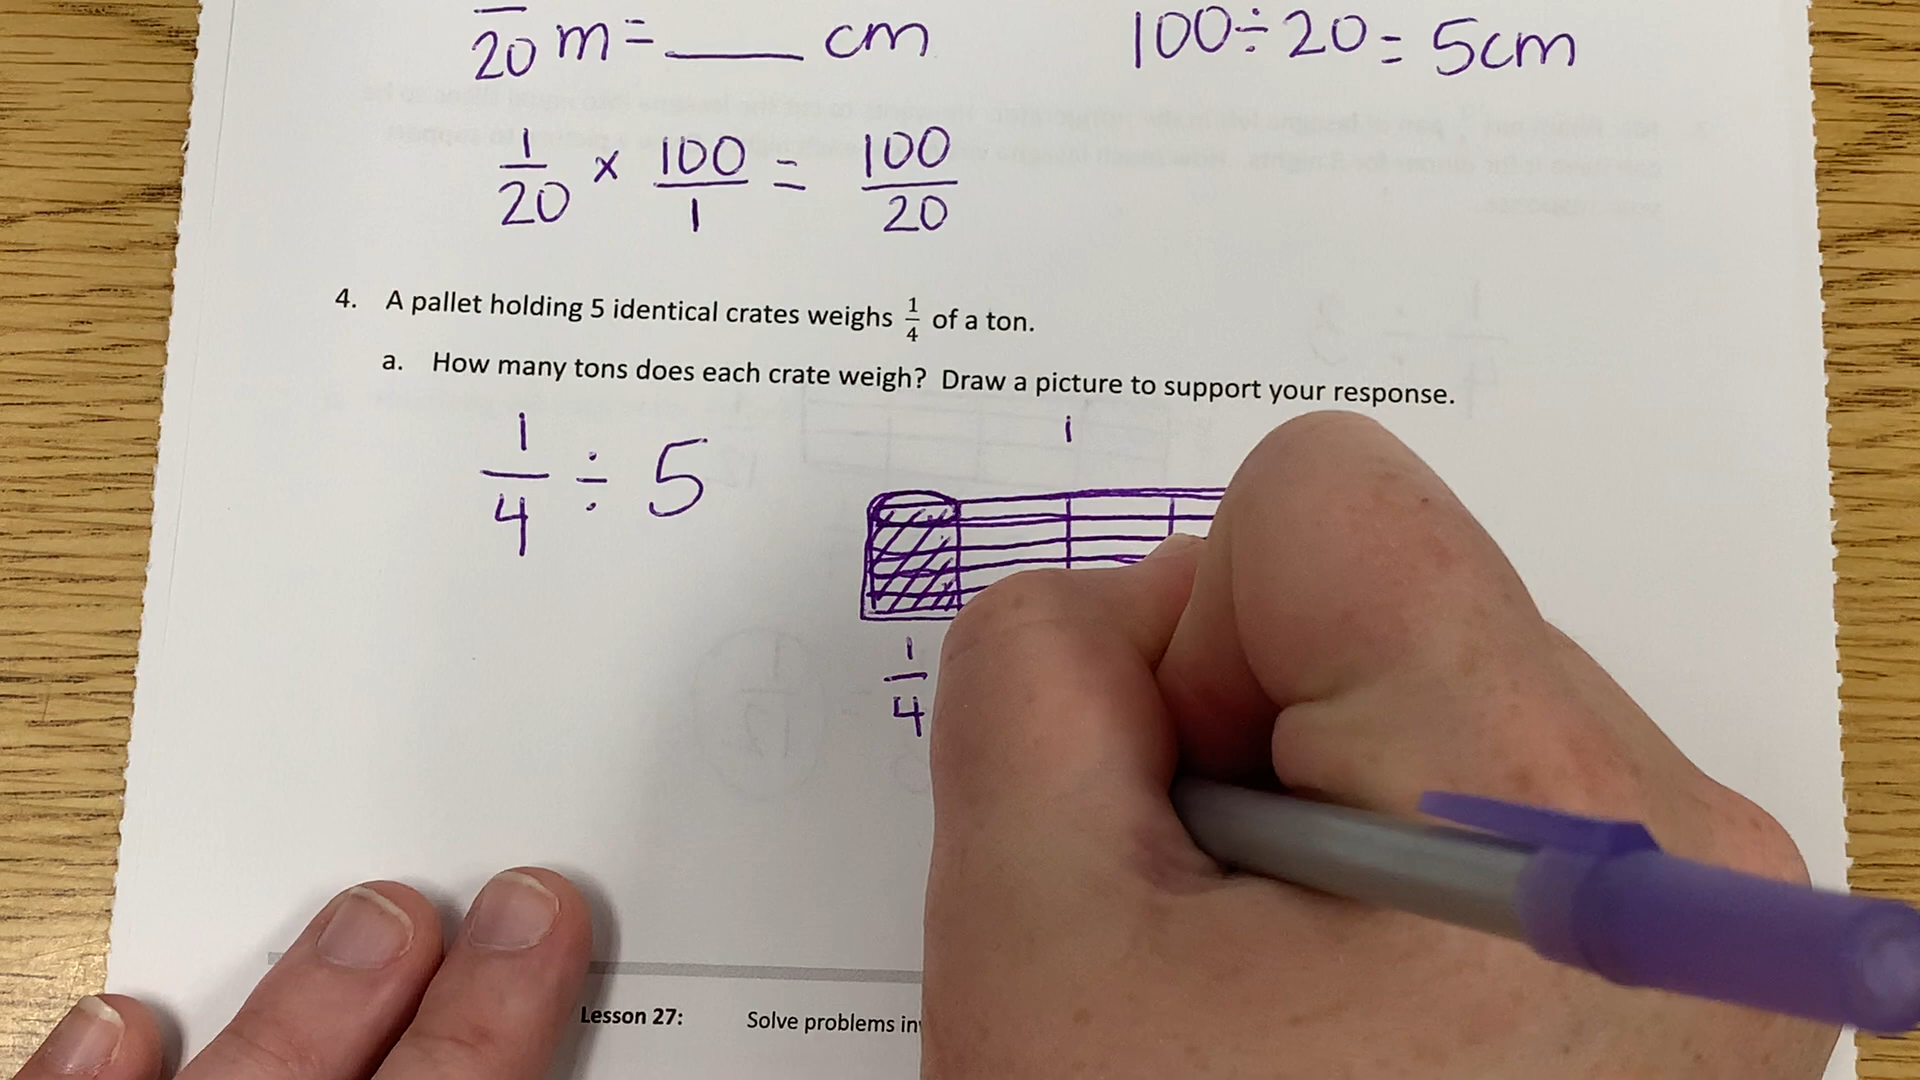 20 m = ___ cm
100 ÷ 20 = 5cm
1/20 x 100/1 = 100/20
4. A pallet holding 5 identical crates weighs 1/4 of a ton.
a. How many tons does each crate weigh? Draw a picture to support your response.
1/4 ÷ 5
1
1/4
Lesson 27: Solve problems